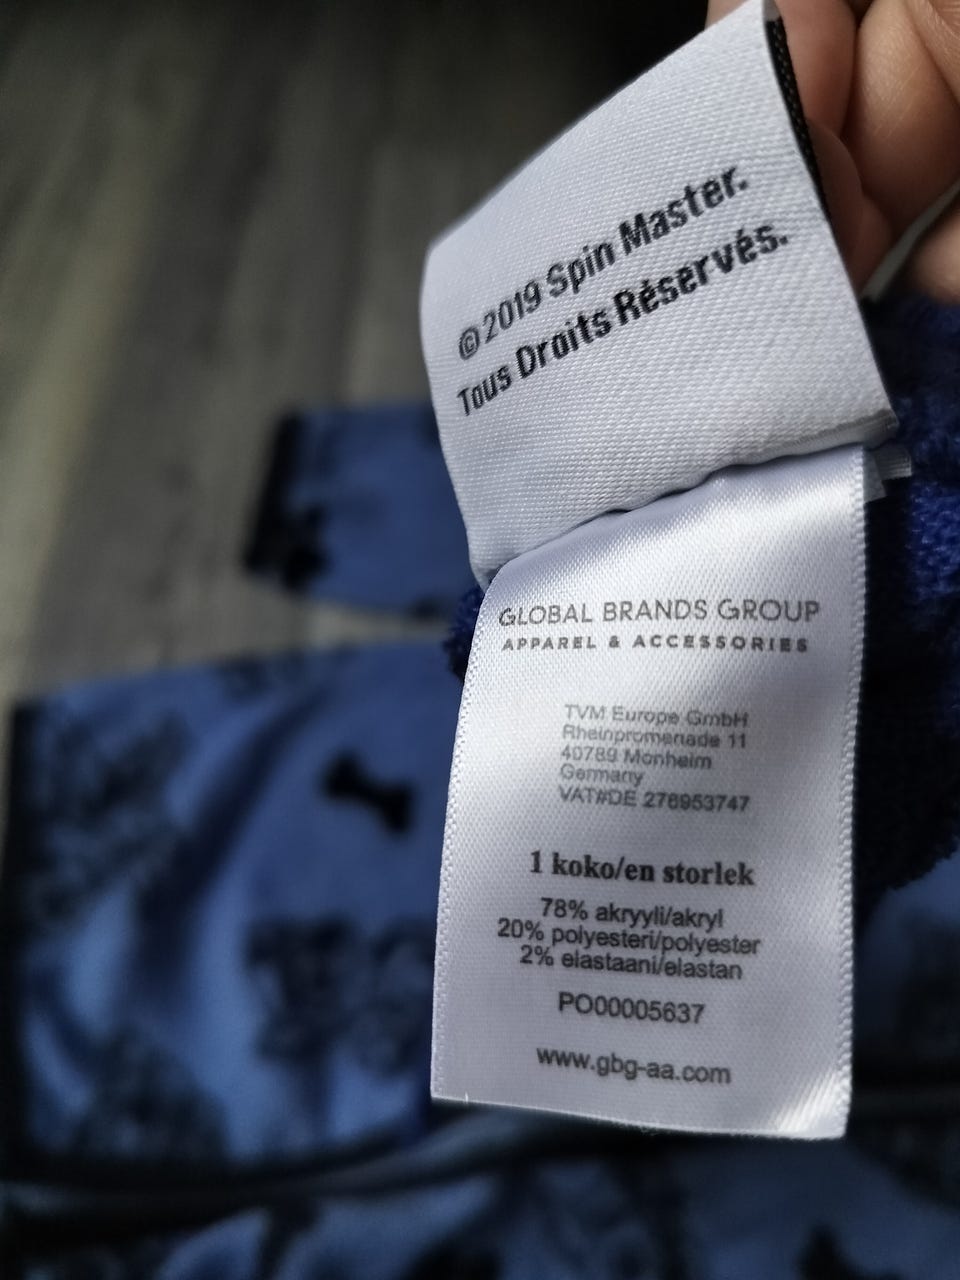 © 2019 Spin Master.
Tous Droits Réservés.
GLOBAL BRANDS GROUP
APPAREL & ACCESSORIES
TVM Europe GmbH
Rheinpromenade 11
40789 Monheim
Germany
VAT#DE 276953747
1 koko/en storlek
78% akryyli/akryl
20% polyesteri/polyester
2% elastaani/elastan
PO00005637
www.gbg-aa.com